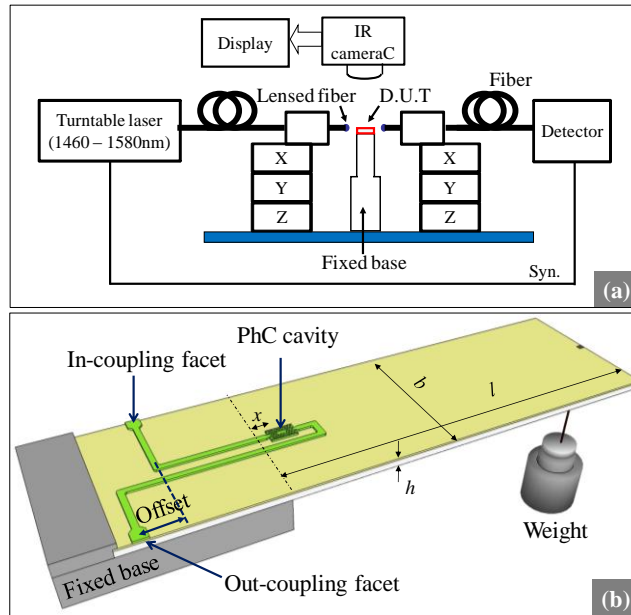 Display
IR
cameraC
Lensed fiber
D.U.T
Fiber
Turntable laser
(1460 – 1580nm)
Detector
X
Y
Z
X
Y
Z
Fixed base
Syn.
(a)
PhC cavity
In-coupling facet
x
b
l
h
Offset
Weight
Fixed base
Out-coupling facet
(b)